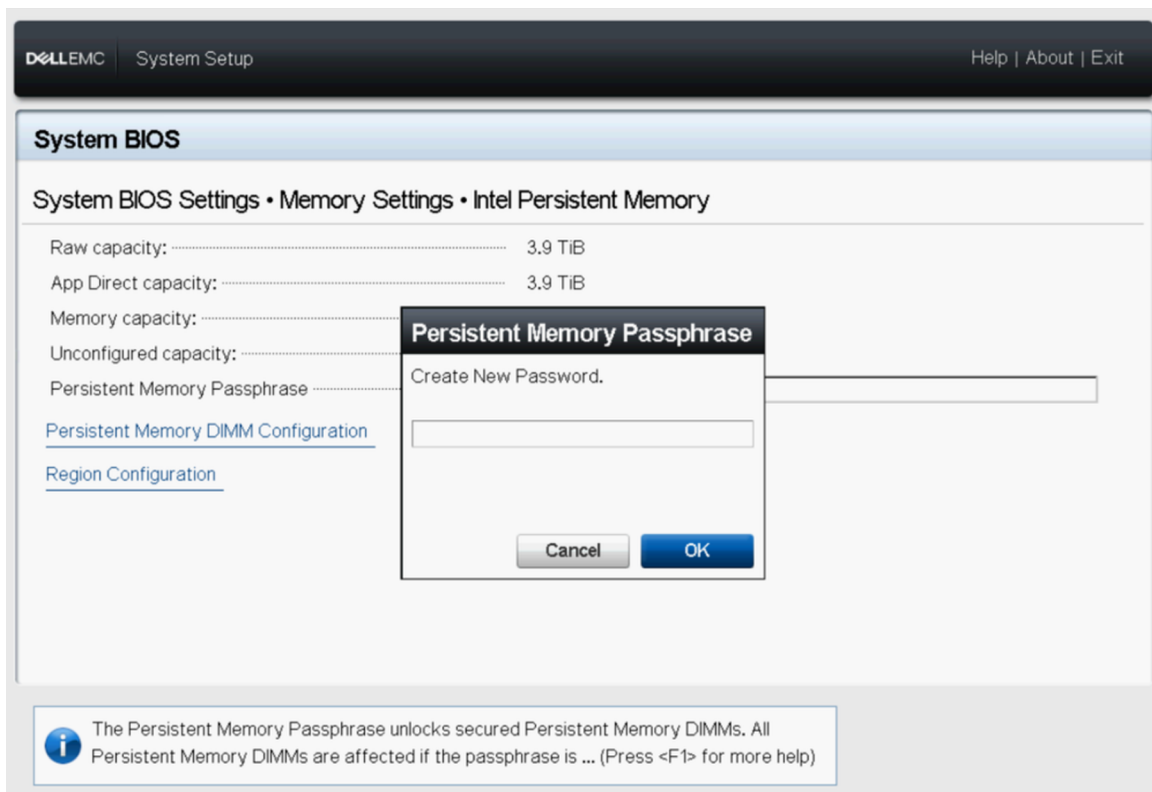 DELLEMC System Setup Help | About | Exit
System BIOS
System BIOS Settings • Memory Settings • Intel Persistent Memory
Raw capacity: 3.9 TiB
App Direct capacity: 3.9 TiB
Memory capacity:
Unconfigured capacity:
Persistent Memory Passphrase
Persistent Memory DIMM Configuration
Region Configuration
Persistent Memory Passphrase
Create New Password.
Cancel OK
The Persistent Memory Passphrase unlocks secured Persistent Memory DIMMs. All
Persistent Memory DIMMs are affected if the passphrase is ... (Press <F1> for more help)